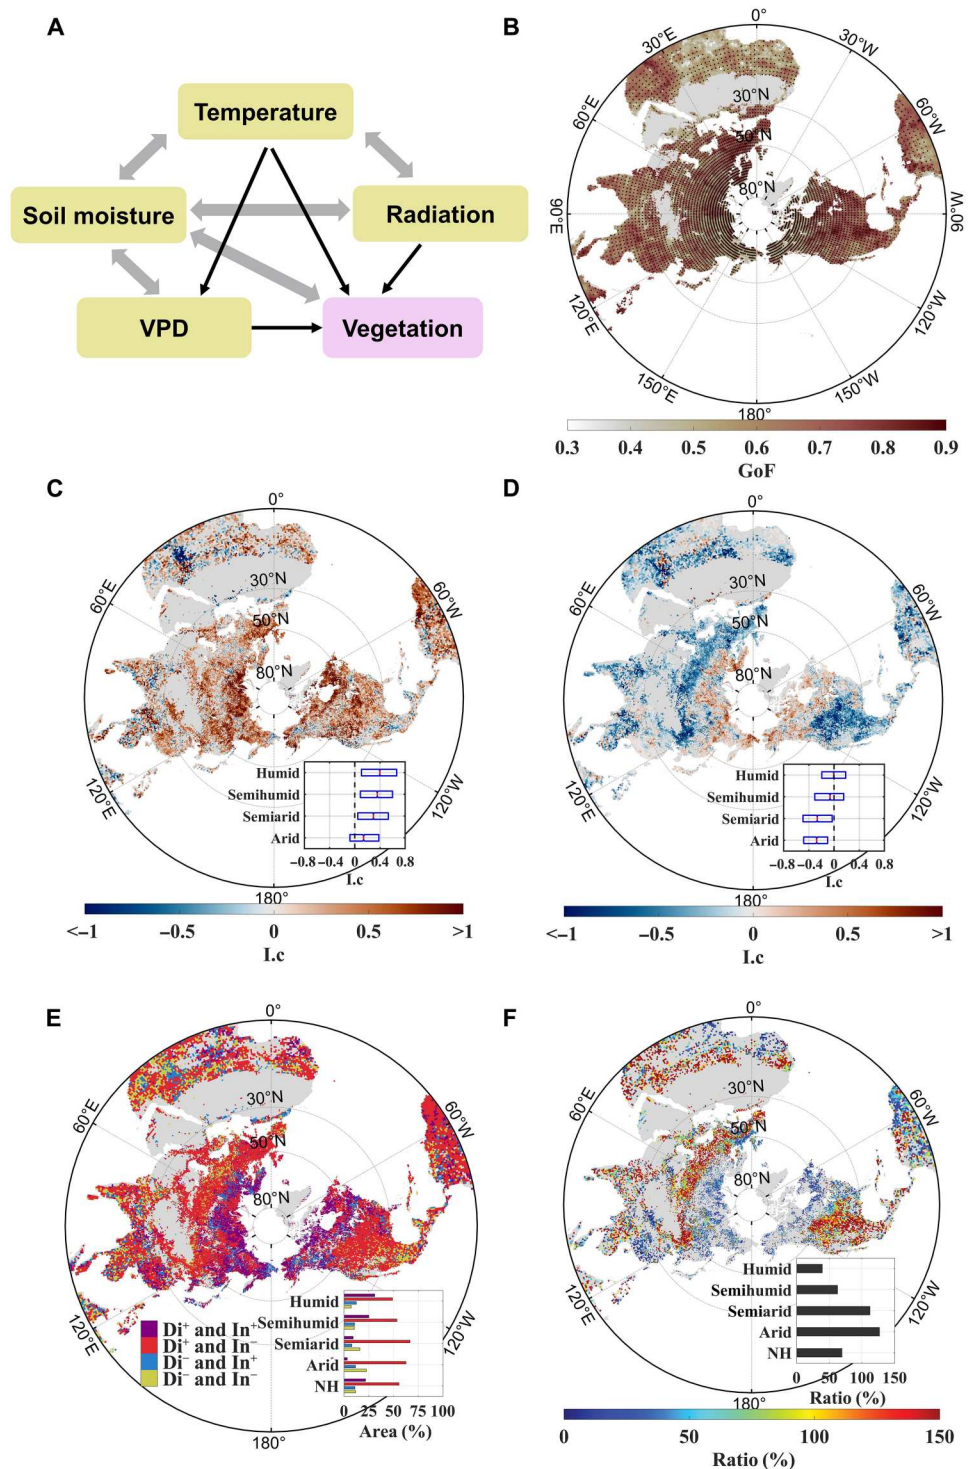 A
Temperature
Soil moisture
Radiation
VPD
Vegetation
B
0°
30°E
30°W
60°E
60°W
30°N
50°N
80°N
90°E
90°W
120°E
120°W
150°E
150°W
180°
0.3 0.4 0.5 0.6 0.7 0.8 0.9
GoF
C
0°
60°E
60°W
30°N
50°N
80°N
120°E
120°W
Humid
Semihumid
Semiarid
Arid
−0.8 −0.4 0 0.4 0.8
I.c
180°
<−1 −0.5 0 0.5 >1
I.c
D
0°
60°E
60°W
30°N
50°N
80°N
120°E
120°W
Humid
Semihumid
Semiarid
Arid
−0.8 −0.4 0 0.4 0.8
I.c
180°
<−1 −0.5 0 0.5 >1
I.c
E
0°
60°E
60°W
30°N
50°N
80°N
120°E
120°W
Di⁺ and In⁺
Di⁺ and In⁻
Di⁻ and In⁺
Di⁻ and In⁻
Humid
Semihumid
Semiarid
Arid
NH
0 25 50 75 100
Area (%)
180°
F
0°
60°E
60°W
30°N
50°N
80°N
120°E
120°W
Humid
Semihumid
Semiarid
Arid
NH
0 50 100 150
Ratio (%)
180°
0 50 100 150
Ratio (%)